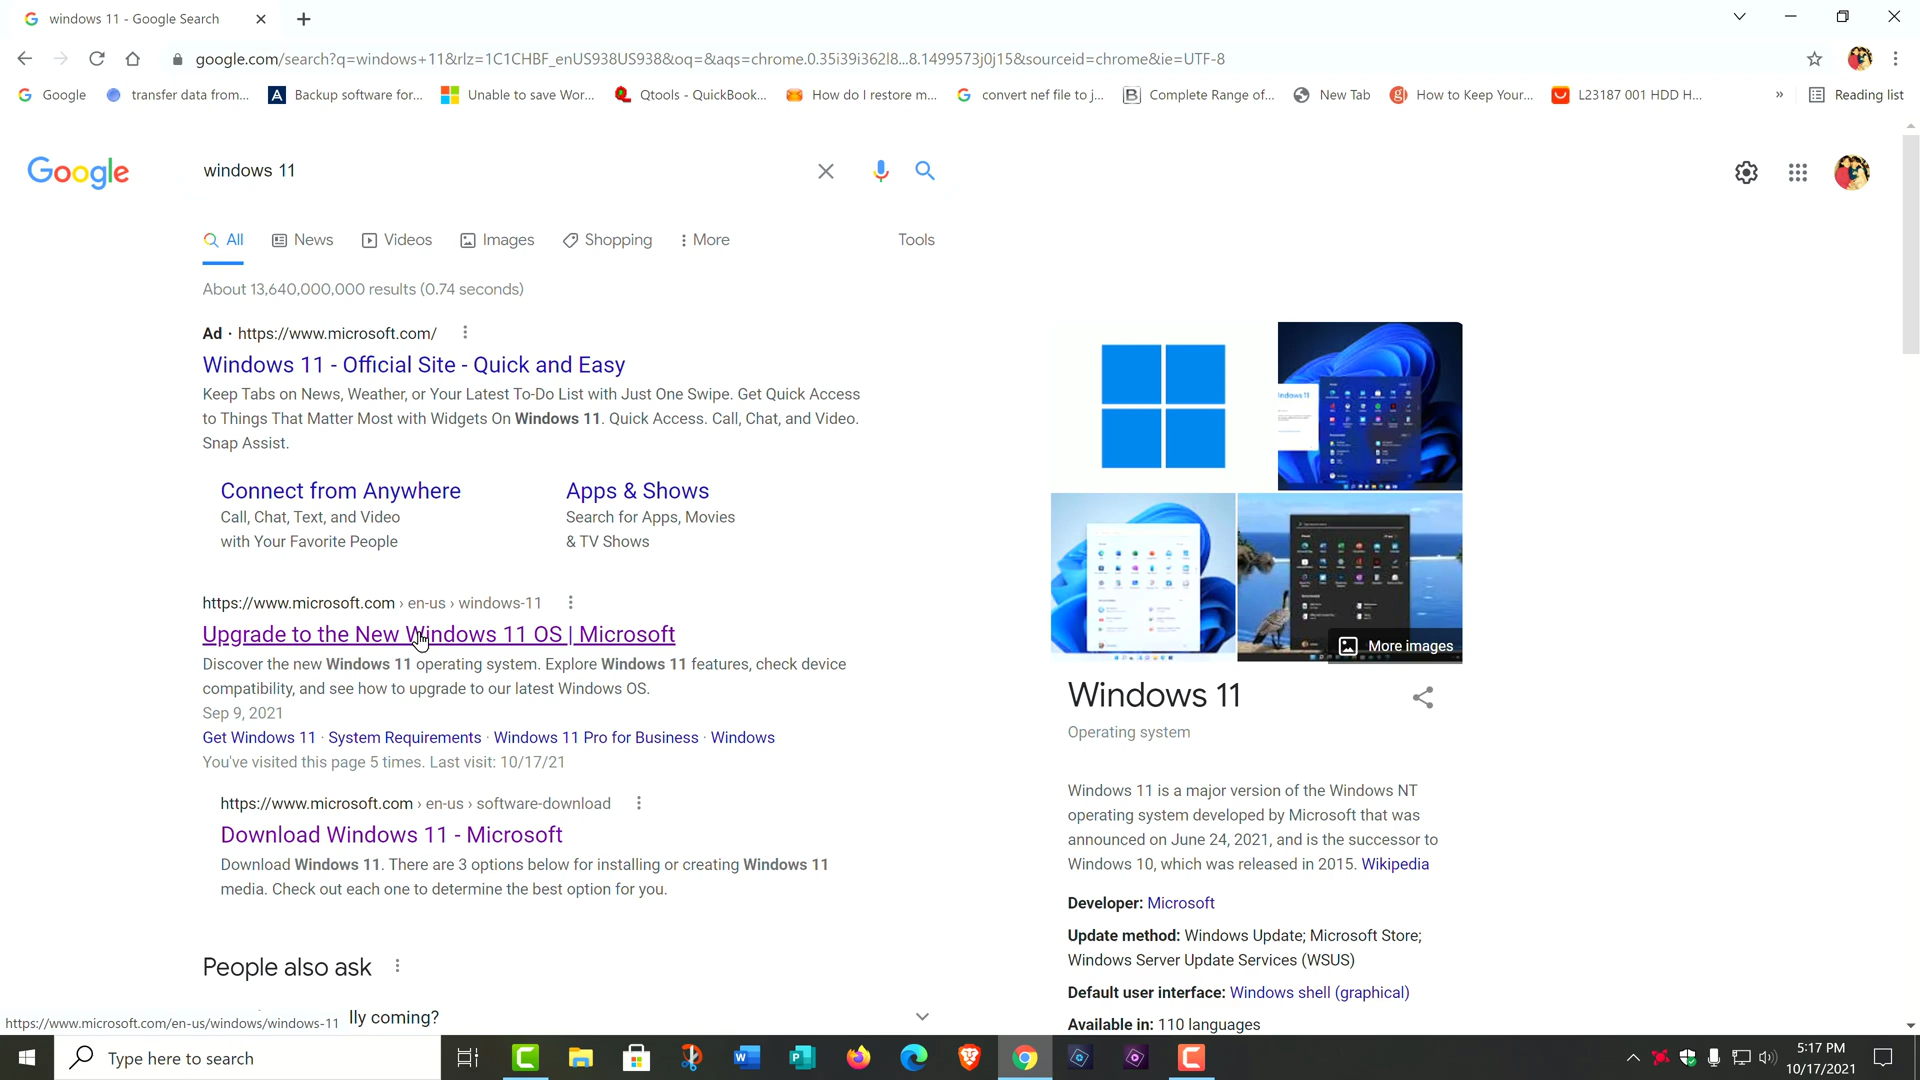 windows 11 - Google Search
google.com/search?q=windows+11&rlz=1C1CHBF_enUS938US938&oq=&aqs=chrome.0.35i39i362l8...8.1499573j0j15&sourceid=chrome&ie=UTF-8
Google
transfer data from...
Backup software for...
Unable to save Wor...
Qtools - QuickBook...
How do I restore m...
convert nef file to j...
Complete Range of...
New Tab
How to Keep Your...
L23187 001 HDD H...
»
Reading list
Google
windows 11
All
News
Videos
Images
Shopping
More
Tools
About 13,640,000,000 results (0.74 seconds)
Ad · https://www.microsoft.com/
Windows 11 - Official Site - Quick and Easy
Keep Tabs on News, Weather, or Your Latest To-Do List with Just One Swipe. Get Quick Access
to Things That Matter Most with Widgets On Windows 11. Quick Access. Call, Chat, and Video.
Snap Assist.
Connect from Anywhere
Call, Chat, Text, and Video
with Your Favorite People
Apps & Shows
Search for Apps, Movies
& TV Shows
https://www.microsoft.com › en-us › windows-11
Upgrade to the New Windows 11 OS | Microsoft
Discover the new Windows 11 operating system. Explore Windows 11 features, check device
compatibility, and see how to upgrade to our latest Windows OS.
Sep 9, 2021
Get Windows 11 · System Requirements · Windows 11 Pro for Business · Windows
You've visited this page 5 times. Last visit: 10/17/21
https://www.microsoft.com › en-us › software-download
Download Windows 11 - Microsoft
Download Windows 11. There are 3 options below for installing or creating Windows 11
media. Check out each one to determine the best option for you.
People also ask
lly coming?
https://www.microsoft.com/en-us/windows/windows-11
More images
Windows 11
Operating system
Windows 11 is a major version of the Windows NT
operating system developed by Microsoft that was
announced on June 24, 2021, and is the successor to
Windows 10, which was released in 2015. Wikipedia
Developer: Microsoft
Update method: Windows Update; Microsoft Store;
Windows Server Update Services (WSUS)
Default user interface: Windows shell (graphical)
Available in: 110 languages
Type here to search
5:17 PM
10/17/2021